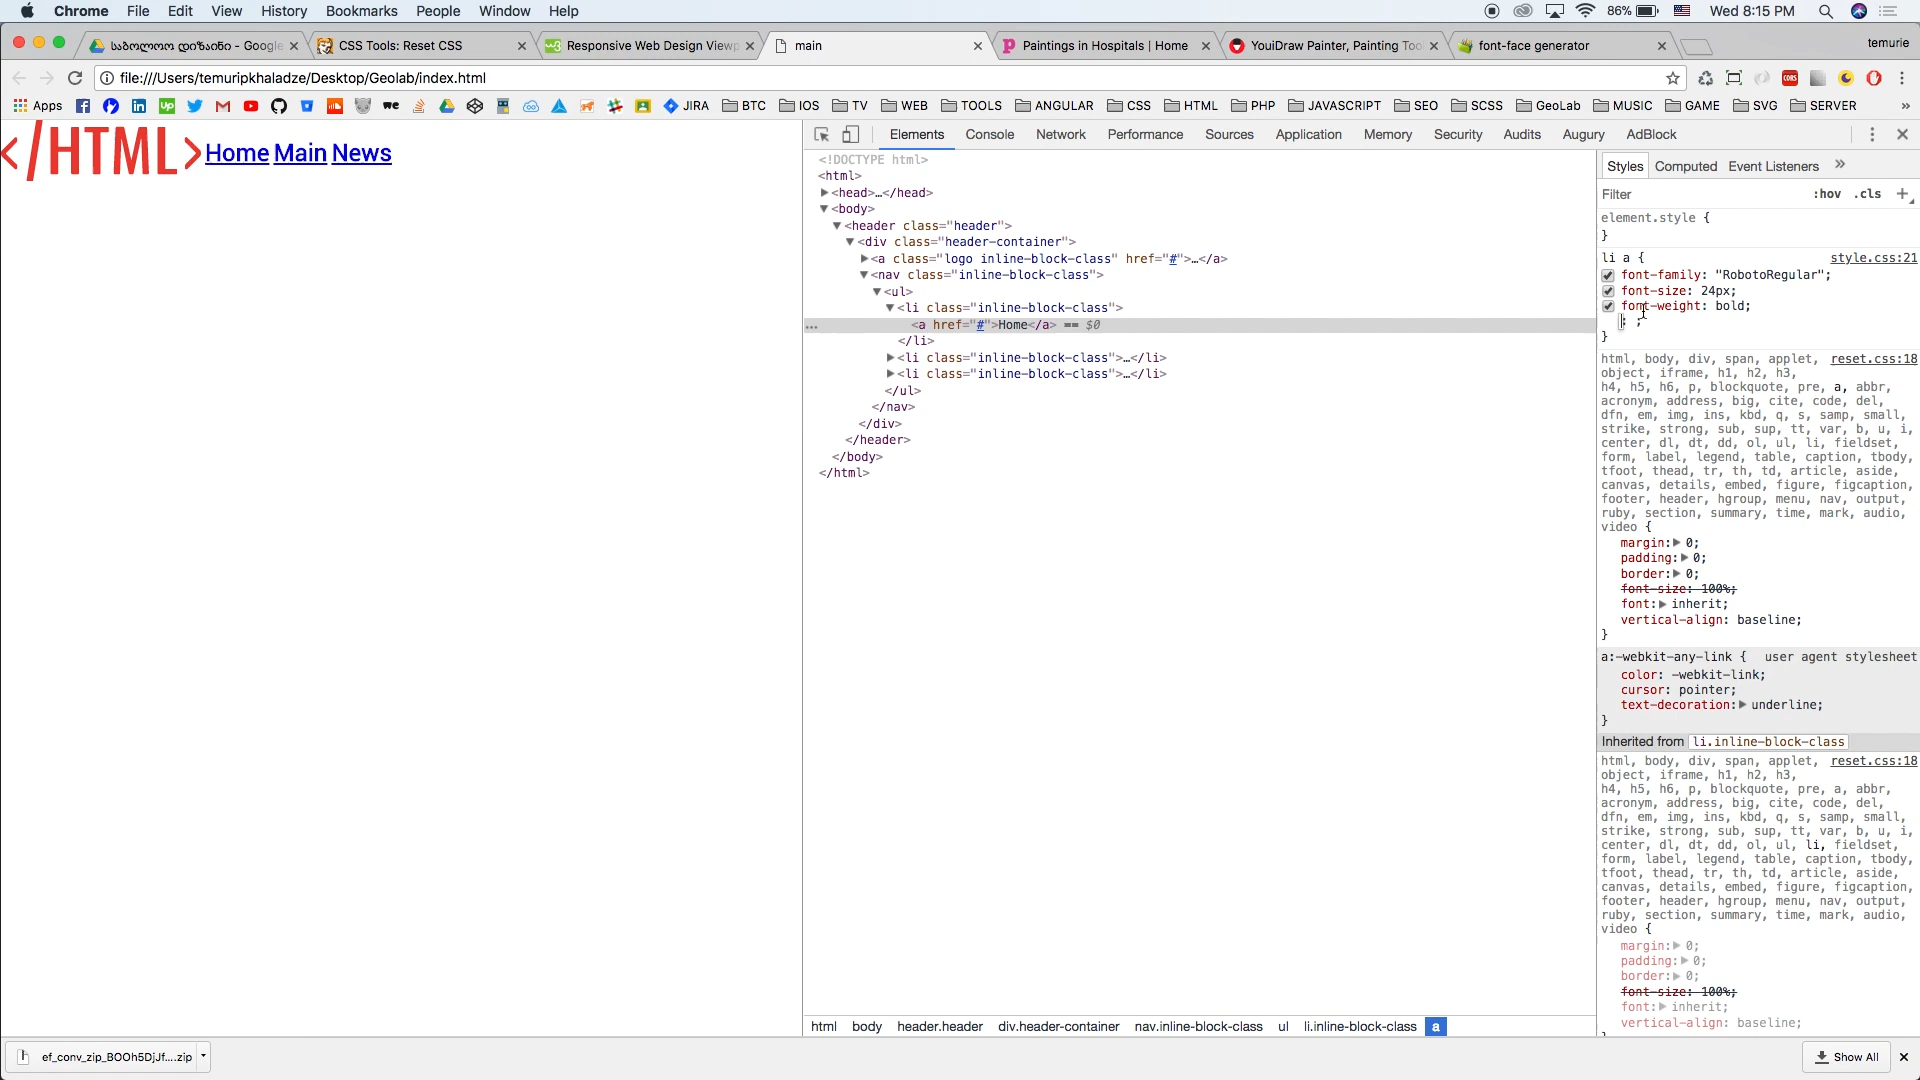 Chrome File Edit View History Bookmarks People Window Help 86% Wed 8:15 PM
საბოლოო დიზაინი - Google CSS Tools: Reset CSS Responsive Web Design Viewp main Paintings in Hospitals | Home YouiDraw Painter, Painting Too font-face generator temurie
file:///Users/temuripkhaladze/Desktop/Geolab/index.html
Apps JIRA BTC IOS TV WEB TOOLS ANGULAR CSS HTML PHP JAVASCRIPT SEO SCSS GeoLab MUSIC GAME SVG SERVER »
</HTML> Home Main News
Elements Console Network Performance Sources Application Memory Security Audits Augury AdBlock
<!DOCTYPE html>
<html>
<head>…</head>
<body>
<header class="header">
<div class="header-container">
<a class="logo inline-block-class" href="#">…</a>
<nav class="inline-block-class">
<ul>
<li class="inline-block-class">
... <a href="#">Home</a> == $0
</li>
<li class="inline-block-class">…</li>
<li class="inline-block-class">…</li>
</ul>
</nav>
</div>
</header>
</body>
</html>
html body header.header div.header-container nav.inline-block-class ul li.inline-block-class a
Styles Computed Event Listeners »
Filter :hov .cls +
element.style {
}
li a { style.css:21
font-family: "RobotoRegular";
font-size: 24px;
font-weight: bold;
: ;
}
html, body, div, span, applet, reset.css:18
object, iframe, h1, h2, h3,
h4, h5, h6, p, blockquote, pre, a, abbr,
acronym, address, big, cite, code, del,
dfn, em, img, ins, kbd, q, s, samp, small,
strike, strong, sub, sup, tt, var, b, u, i,
center, dl, dt, dd, ol, ul, li, fieldset,
form, label, legend, table, caption, tbody,
tfoot, thead, tr, th, td, article, aside,
canvas, details, embed, figure, figcaption,
footer, header, hgroup, menu, nav, output,
ruby, section, summary, time, mark, audio,
video {
margin: 0;
padding: 0;
border: 0;
font-size: 100%;
font: inherit;
vertical-align: baseline;
}
a:-webkit-any-link { user agent stylesheet
color: -webkit-link;
cursor: pointer;
text-decoration: underline;
}
Inherited from li.inline-block-class
html, body, div, span, applet, reset.css:18
object, iframe, h1, h2, h3,
h4, h5, h6, p, blockquote, pre, a, abbr,
acronym, address, big, cite, code, del,
dfn, em, img, ins, kbd, q, s, samp, small,
strike, strong, sub, sup, tt, var, b, u, i,
center, dl, dt, dd, ol, ul, li, fieldset,
form, label, legend, table, caption, tbody,
tfoot, thead, tr, th, td, article, aside,
canvas, details, embed, figure, figcaption,
footer, header, hgroup, menu, nav, output,
ruby, section, summary, time, mark, audio,
video {
margin: 0;
padding: 0;
border: 0;
font-size: 100%;
font: inherit;
vertical-align: baseline;
ef_conv_zip_BOOh5DjJf....zip Show All